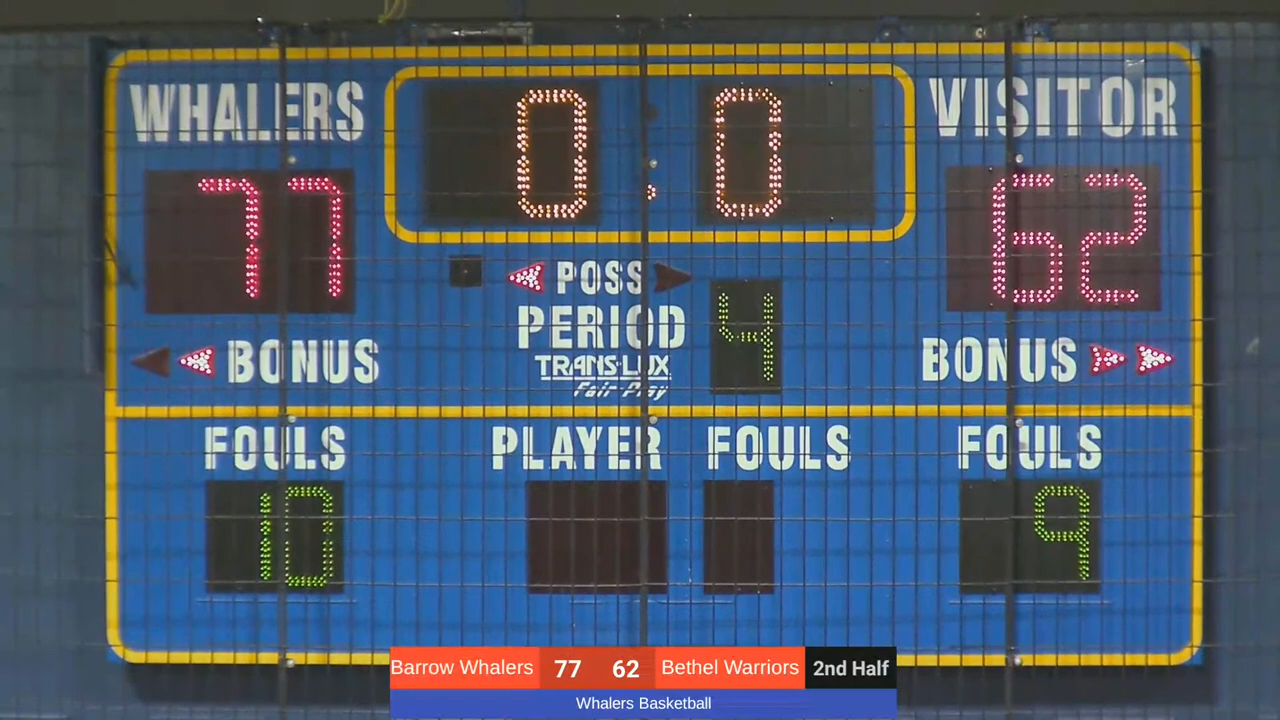 WHALERS
0:0
VISITOR
77
62
POSS
PERIOD
4
TRANS-LUX
Fair-Play
BONUS
BONUS
FOULS
PLAYER FOULS
FOULS
10
9
Barrow Whalers 77 62 Bethel Warriors 2nd Half
Whalers Basketball